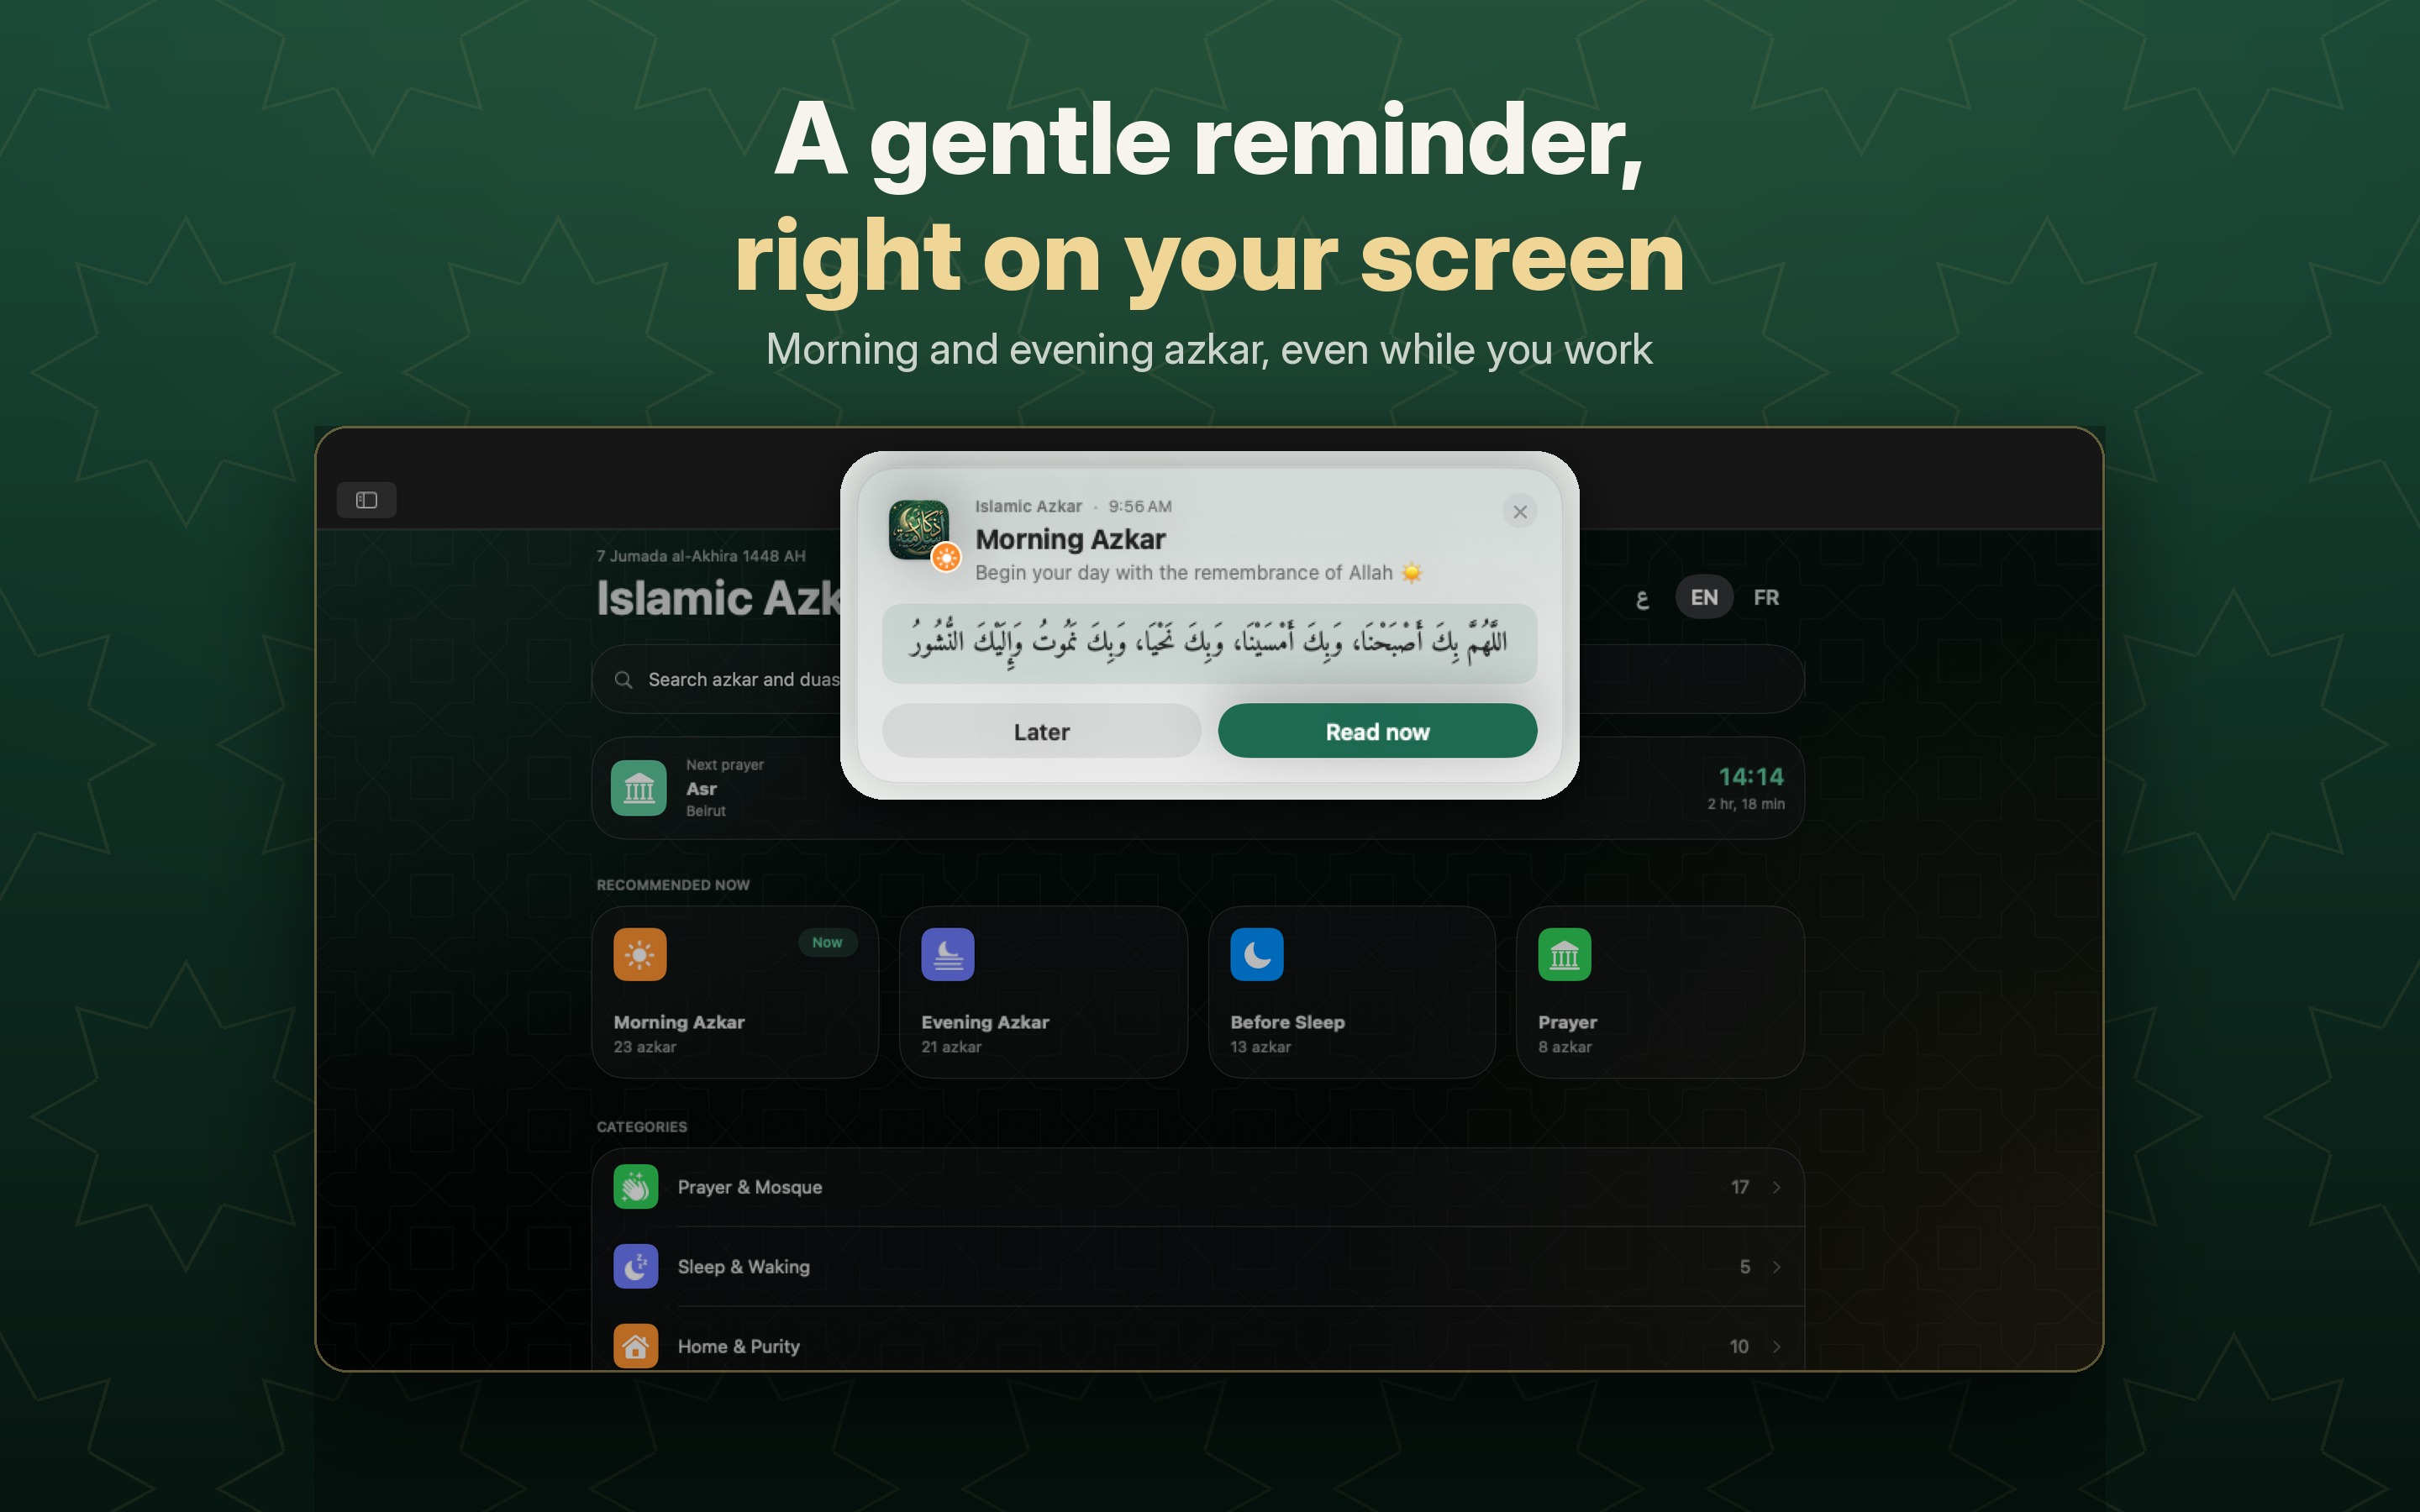 A gentle reminder,
right on your screen
Morning and evening azkar, even while you work
Islamic Azkar · 9:56 AM
Morning Azkar
Begin your day with the remembrance of Allah
اللَّهُمَّ بِكَ أَصْبَحْنَا، وَبِكَ أَمْسَيْنَا، وَبِكَ نَحْيَا، وَبِكَ نَمُوتُ وَإِلَيْكَ النُّشُورُ
Later
Read now
7 Jumada al-Akhira 1448 AH
Islamic Azk
ع EN FR
Search azkar and duas
Next prayer
Asr
Beirut
14:14
2 hr, 18 min
RECOMMENDED NOW
Now
Morning Azkar
23 azkar
Evening Azkar
21 azkar
Before Sleep
13 azkar
Prayer
8 azkar
CATEGORIES
Prayer & Mosque 17
Sleep & Waking 5
Home & Purity 10